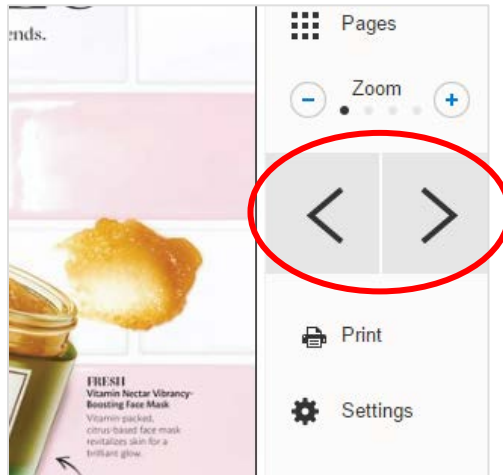 ends.
FRESH
Vitamin Nectar Vibrancy-
Boosting Face Mask
Vitamin-packed,
citrus-based face mask
revitalizes skin for a
brilliant glow.
Pages
Zoom
Print
Settings